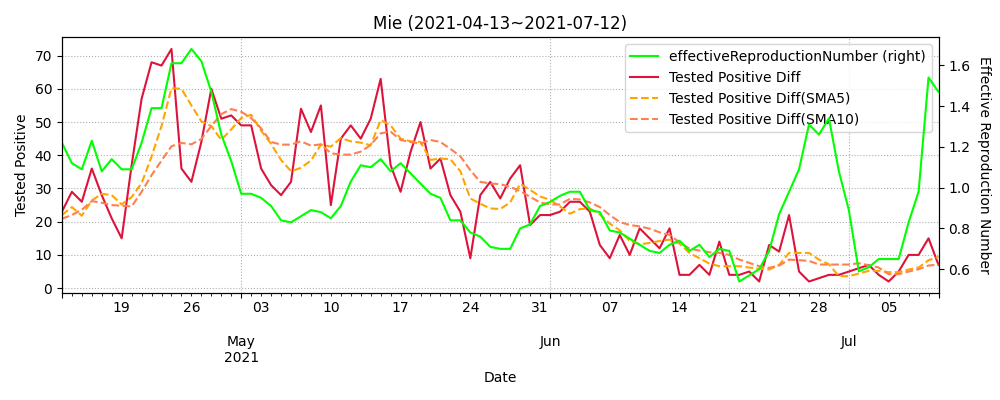 Mie (2021-04-13~2021-07-12)
effectiveReproductionNumber (right)
Tested Positive Diff
Tested Positive Diff(SMA5)
Tested Positive Diff(SMA10)
Tested Positive
70
60
50
40
30
20
10
0
1.6
1.4
1.2
1.0
0.8
0.6
Effective Reproduction Number
19 26 03 10 17 24 31 07 14 21 28 05
May Jun Jul
2021
Date